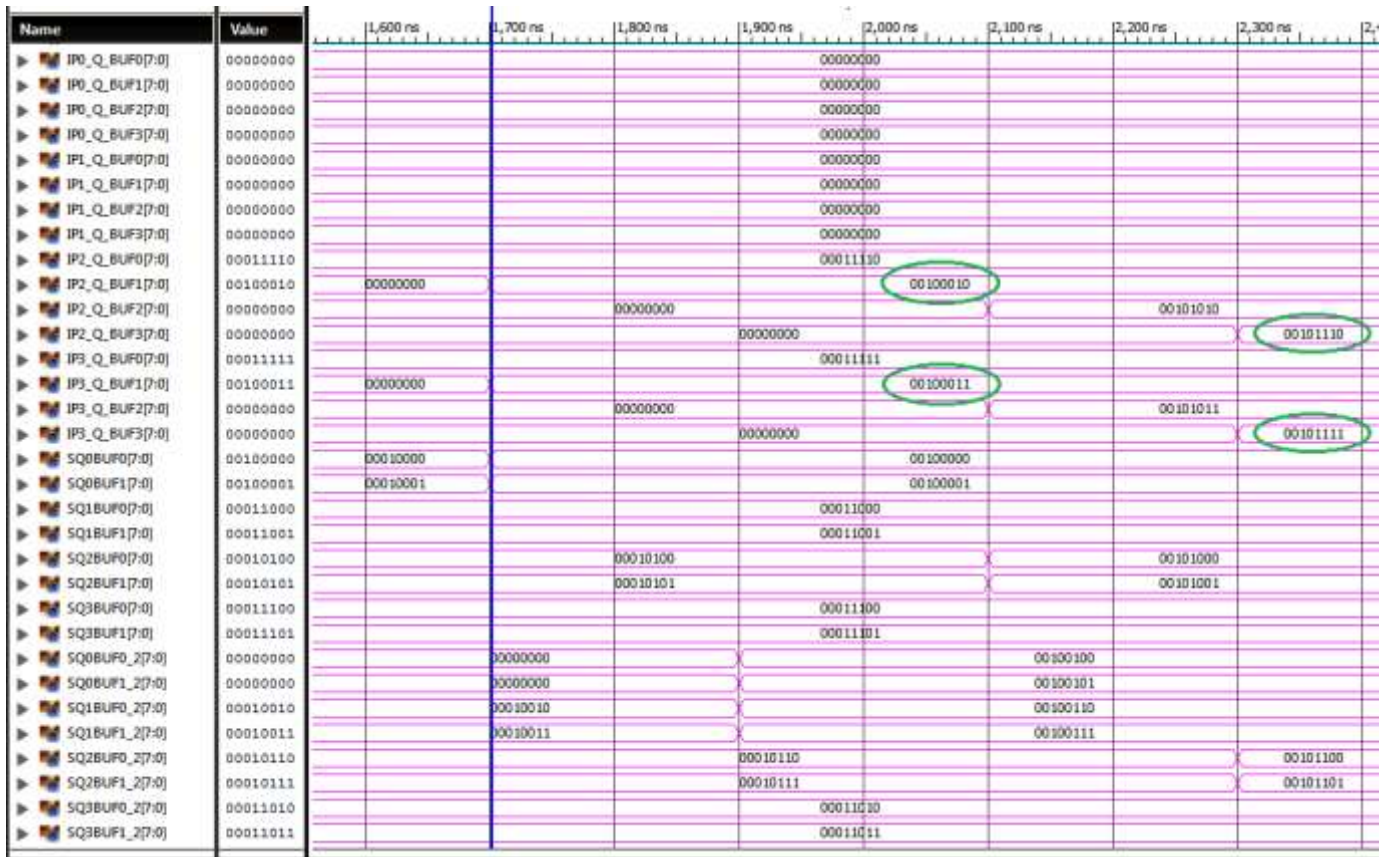 Name Value 1,600 ns 1,700 ns 1,800 ns 1,900 ns 2,000 ns 2,100 ns 2,200 ns 2,300 ns 2,4
IP0_Q_BUF0[7:0] 00000000 00000000
IP0_Q_BUF1[7:0] 00000000 00000000
IP0_Q_BUF2[7:0] 00000000 00000000
IP0_Q_BUF3[7:0] 00000000 00000000
IP1_Q_BUF0[7:0] 00000000 00000000
IP1_Q_BUF1[7:0] 00000000 00000000
IP1_Q_BUF2[7:0] 00000000 00000000
IP1_Q_BUF3[7:0] 00000000 00000000
IP2_Q_BUF0[7:0] 00011110 00011110
IP2_Q_BUF1[7:0] 00100010 00000000 00100010
IP2_Q_BUF2[7:0] 00000000 00000000 00101010
IP2_Q_BUF3[7:0] 00000000 00000000 00101110
IP3_Q_BUF0[7:0] 00011111 00011111
IP3_Q_BUF1[7:0] 00100011 00000000 00100011
IP3_Q_BUF2[7:0] 00000000 00000000 00101011
IP3_Q_BUF3[7:0] 00000000 00000000 00101111
SQ0BUF0[7:0] 00100000 00010000 00100000
SQ0BUF1[7:0] 00100001 00010001 00100001
SQ1BUF0[7:0] 00011000 00011000
SQ1BUF1[7:0] 00011001 00011001
SQ2BUF0[7:0] 00010100 00010100 00101000
SQ2BUF1[7:0] 00010101 00010101 00101001
SQ3BUF0[7:0] 00011100 00011100
SQ3BUF1[7:0] 00011101 00011101
SQ0BUF0_2[7:0] 00000000 00000000 00100100
SQ0BUF1_2[7:0] 00000000 00000000 00100101
SQ1BUF0_2[7:0] 00010010 00010010 00100110
SQ1BUF1_2[7:0] 00010011 00010011 00100111
SQ2BUF0_2[7:0] 00010110 00010110 00101100
SQ2BUF1_2[7:0] 00010111 00010111 00101101
SQ3BUF0_2[7:0] 00011010 00011010
SQ3BUF1_2[7:0] 00011011 00011011